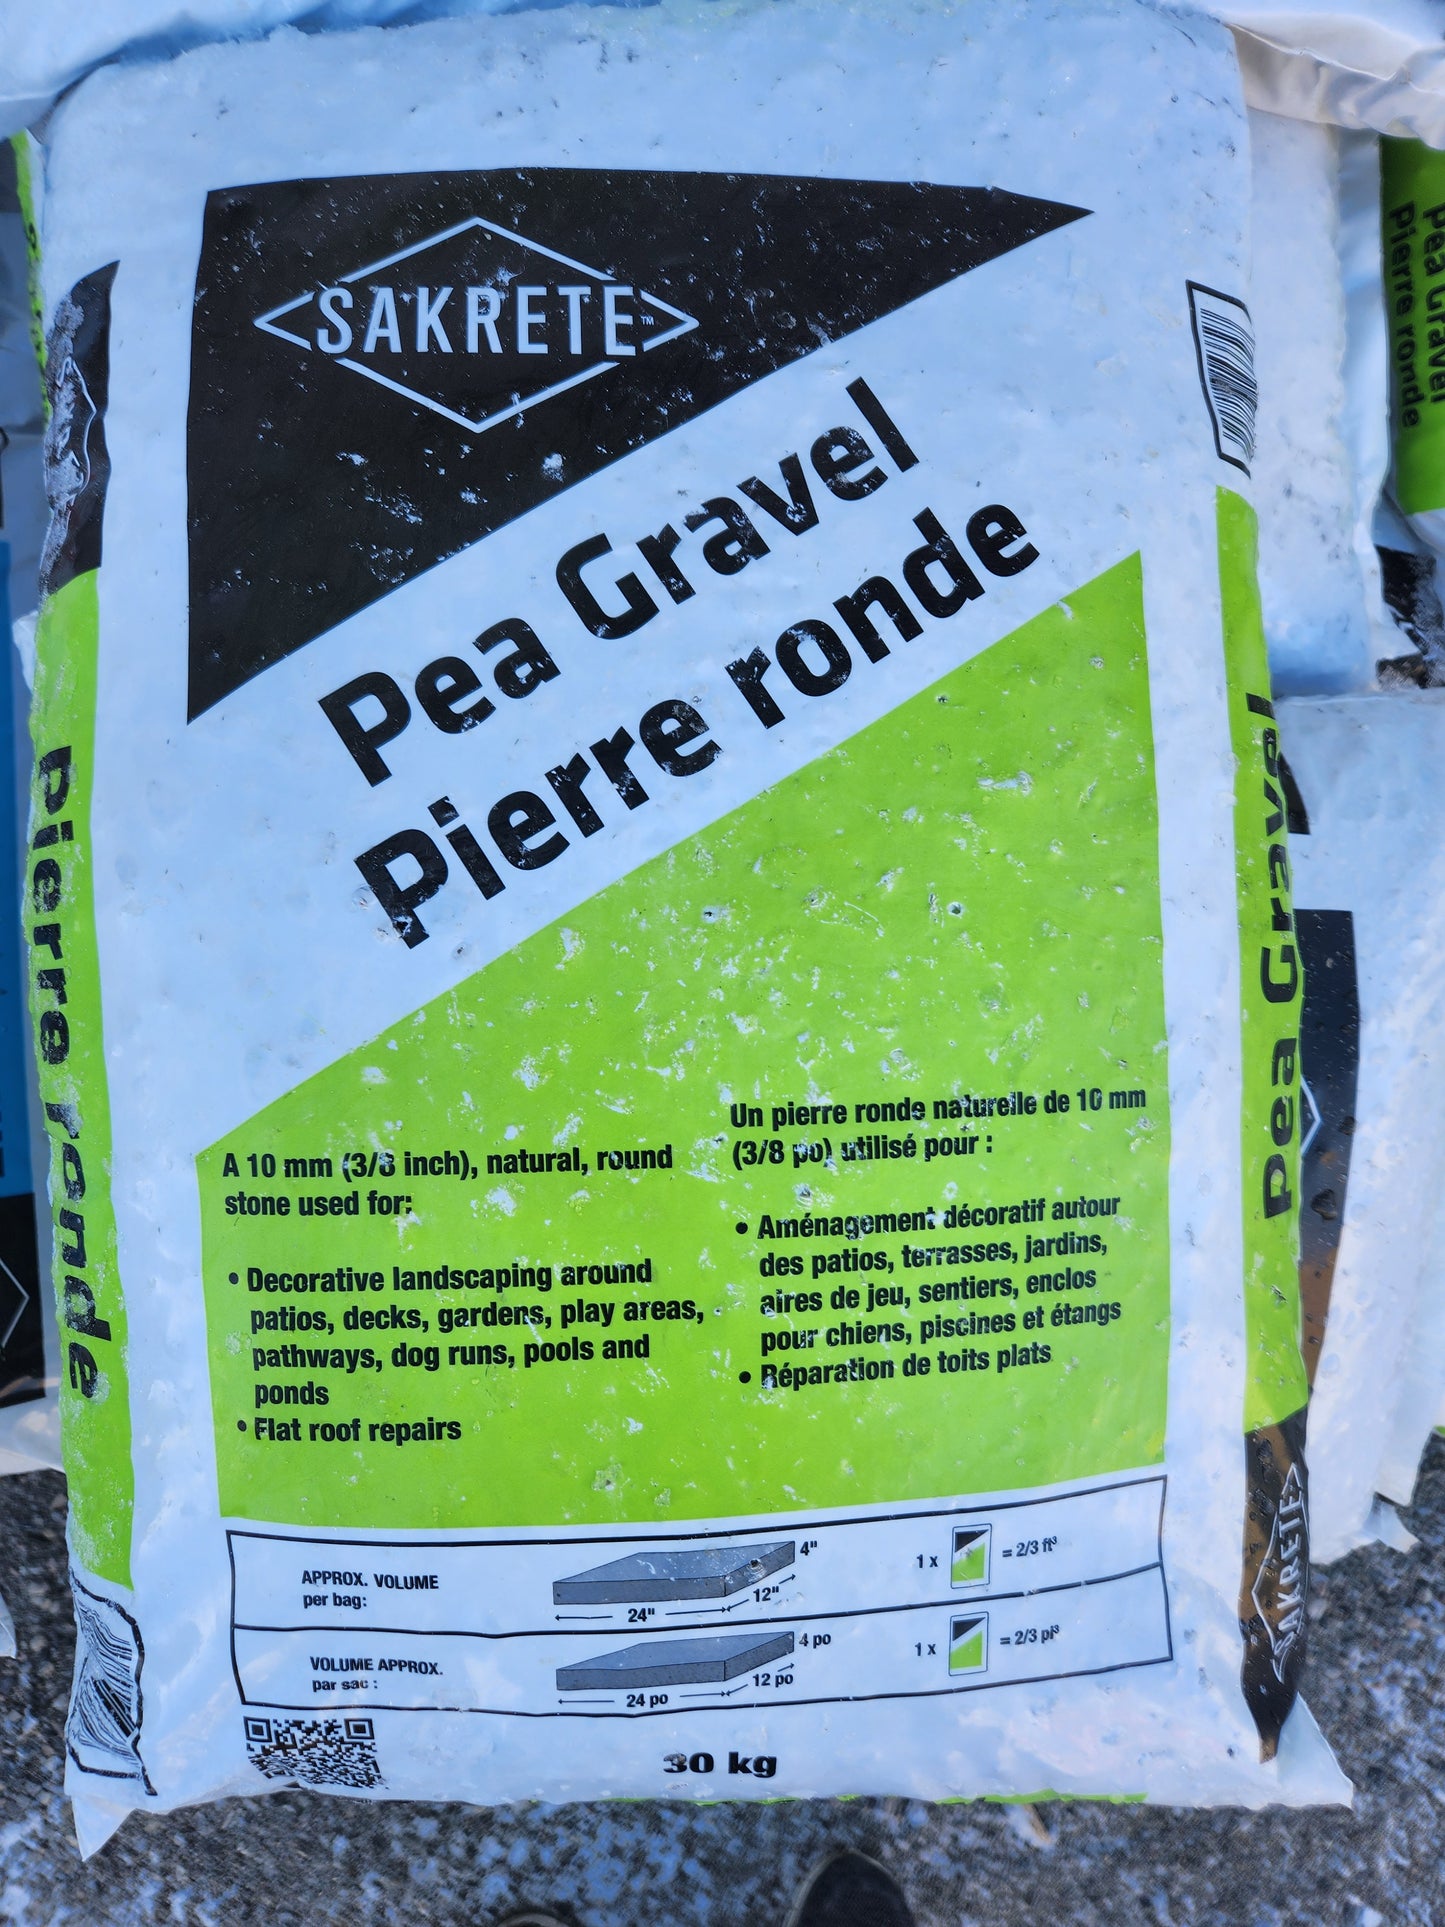 SAKRETE™
Pea Gravel
Pierre ronde
A 10 mm (3/8 inch), natural, round
stone used for:
• Decorative landscaping around
patios, decks, gardens, play areas,
pathways, dog runs, pools and
ponds
• Flat roof repairs
Un pierre ronde naturelle de 10 mm
(3/8 po) utilisé pour :
• Aménagement décoratif autour
des patios, terrasses, jardins,
aires de jeu, sentiers, enclos
pour chiens, piscines et étangs
• Réparation de toits plats
APPROX. VOLUME
per bag:
4"
12"
24"
1 x
= 2/3 ft³
VOLUME APPROX.
par sac :
4 po
12 po
24 po
1 x
= 2/3 pi³
30 kg
Pierre ronde
Pea Gravel
SAKRETE
Pea Gravel
Pierre ronde